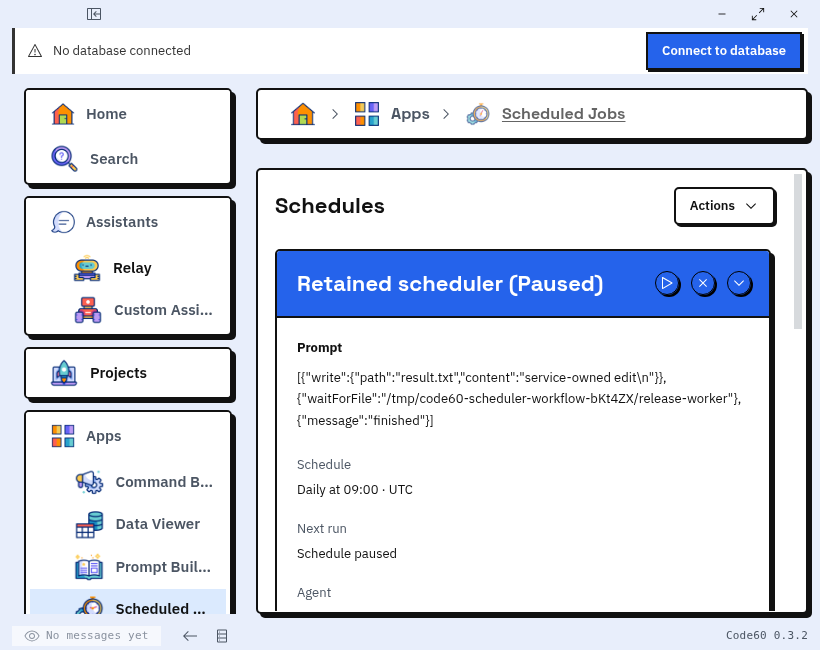 No database connected
Connect to database
Home
Search
Assistants
Relay
Custom Assi...
Projects
Apps
Command B...
Data Viewer
Prompt Buil...
Scheduled ...
Apps
Scheduled Jobs
Schedules
Actions
Retained scheduler (Paused)
Prompt
[{"write":{"path":"result.txt","content":"service-owned edit\n"}},
{"waitForFile":"/tmp/code60-scheduler-workflow-bKt4ZX/release-worker"},
{"message":"finished"}]
Schedule
Daily at 09:00 · UTC
Next run
Schedule paused
Agent
No messages yet
Code60 0.3.2